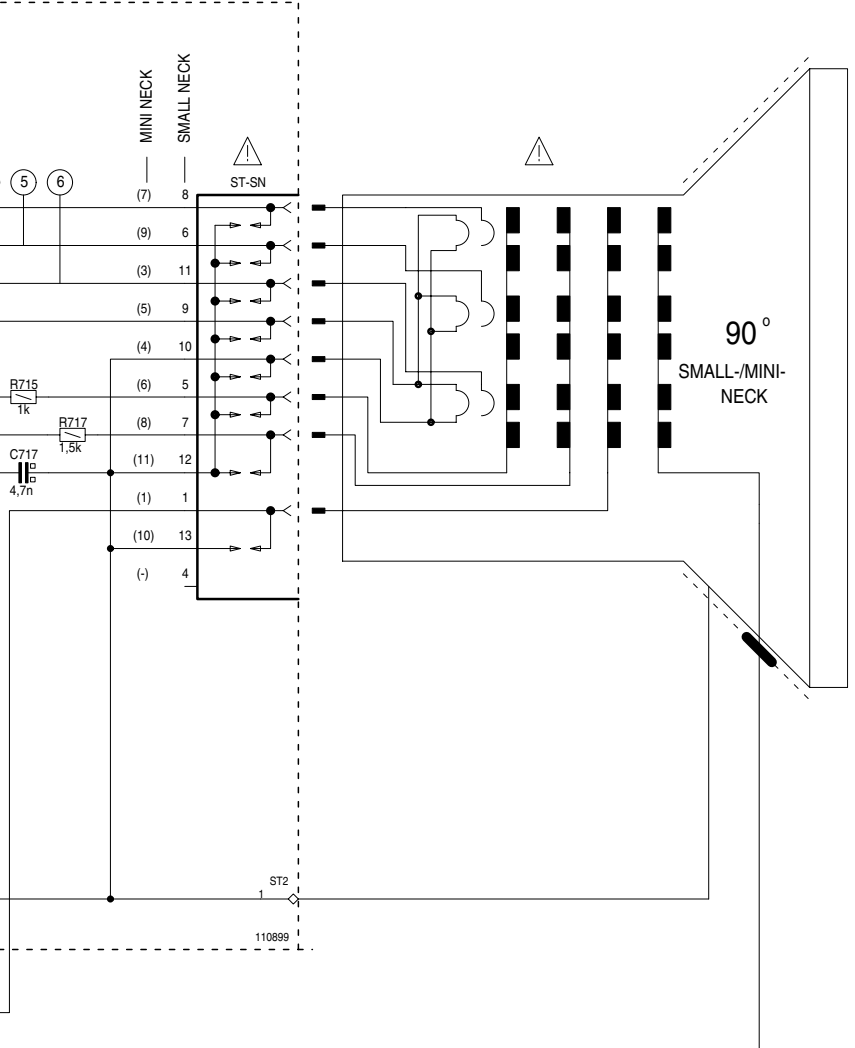 MINI NECK
SMALL NECK
ST-SN
5
6
(7) 8
(9) 6
(3) 11
(5) 9
(4) 10
(6) 5
(8) 7
(11) 12
(1) 1
(10) 13
(-) 4
R715
1k
R717
1,5k
C717
4,7n
90°
SMALL-/MINI-
NECK
ST2
1
110899